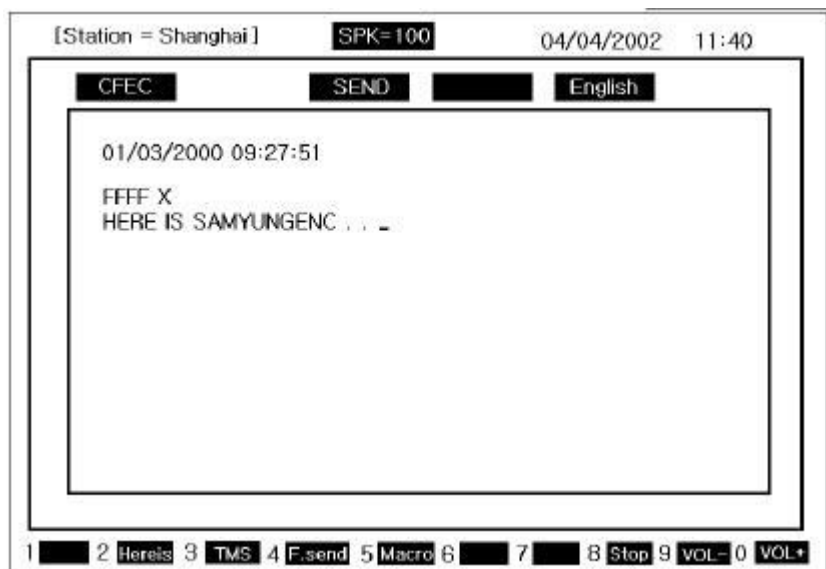 [Station = Shanghai] SPK=100 04/04/2002 11:40
CFEC SEND English
01/03/2000 09:27:51
FFFF X
HERE IS SAMYUNGENC . . _
1 2 Hereis 3 TMS 4 F.send 5 Macro 6 7 8 Stop 9 VOL- 0 VOL+